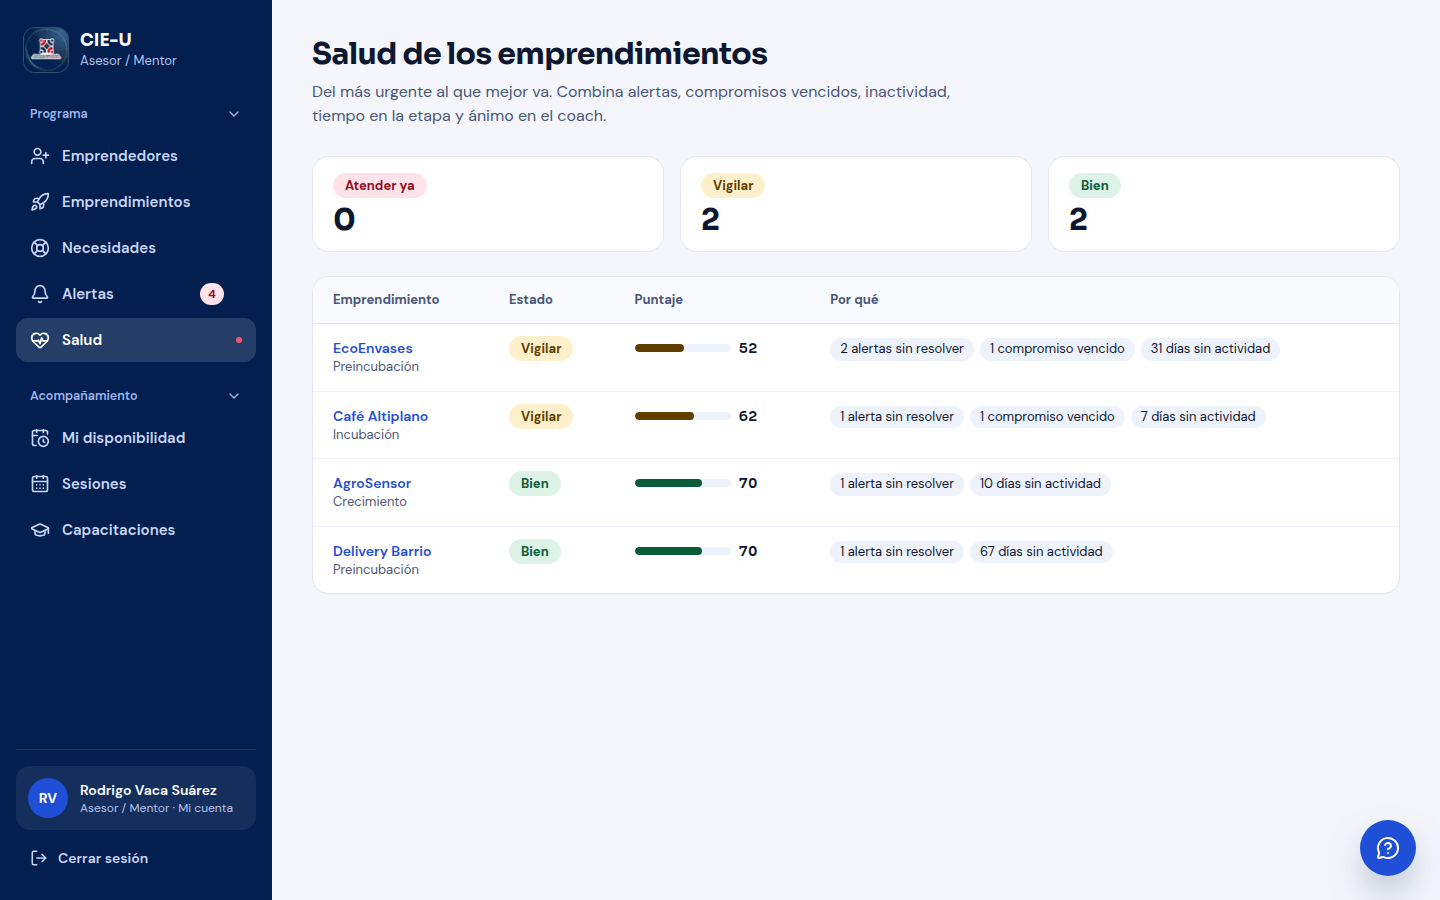 CIE-U
Asesor / Mentor
Programa
Emprendedores
Emprendimientos
Necesidades
Alertas 4
Salud
Acompañamiento
Mi disponibilidad
Sesiones
Capacitaciones
RV
Rodrigo Vaca Suárez
Asesor / Mentor · Mi cuenta
Cerrar sesión
Salud de los emprendimientos
Del más urgente al que mejor va. Combina alertas, compromisos vencidos, inactividad,
tiempo en la etapa y ánimo en el coach.
Atender ya
0
Vigilar
2
Bien
2
Emprendimiento Estado Puntaje Por qué
EcoEnvases Vigilar 52 2 alertas sin resolver 1 compromiso vencido 31 días sin actividad
Preincubación
Café Altiplano Vigilar 62 1 alerta sin resolver 1 compromiso vencido 7 días sin actividad
Incubación
AgroSensor Bien 70 1 alerta sin resolver 10 días sin actividad
Crecimiento
Delivery Barrio Bien 70 1 alerta sin resolver 67 días sin actividad
Preincubación